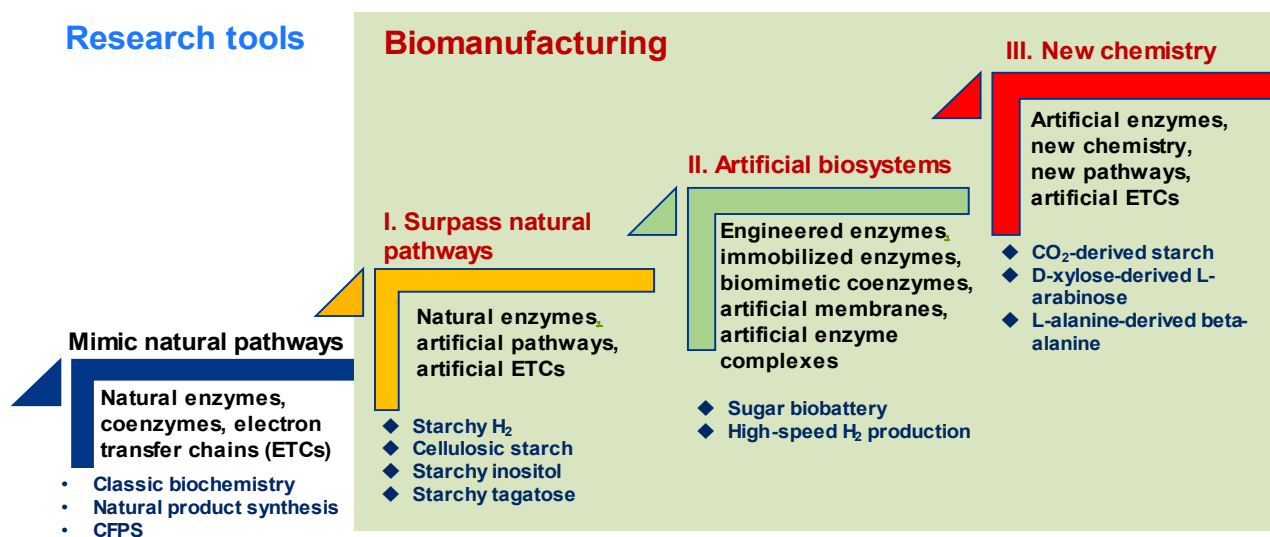 Research tools
Biomanufacturing
Mimic natural pathways
Natural enzymes,
coenzymes, electron
transfer chains (ETCs)
• Classic biochemistry
• Natural product synthesis
• CFPS
I. Surpass natural
pathways
Natural enzymes,
artificial pathways,
artificial ETCs
◆ Starchy H₂
◆ Cellulosic starch
◆ Starchy inositol
◆ Starchy tagatose
II. Artificial biosystems
Engineered enzymes,
immobilized enzymes,
biomimetic coenzymes,
artificial membranes,
artificial enzyme
complexes
◆ Sugar biobattery
◆ High-speed H₂ production
III. New chemistry
Artificial enzymes,
new chemistry,
new pathways,
artificial ETCs
◆ CO₂-derived starch
◆ D-xylose-derived L-
arabinose
◆ L-alanine-derived beta-
alanine